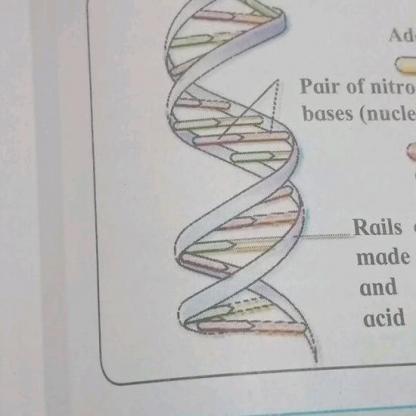 Ad
Pair of nitro
bases (nucle
Rails
made
and
acid